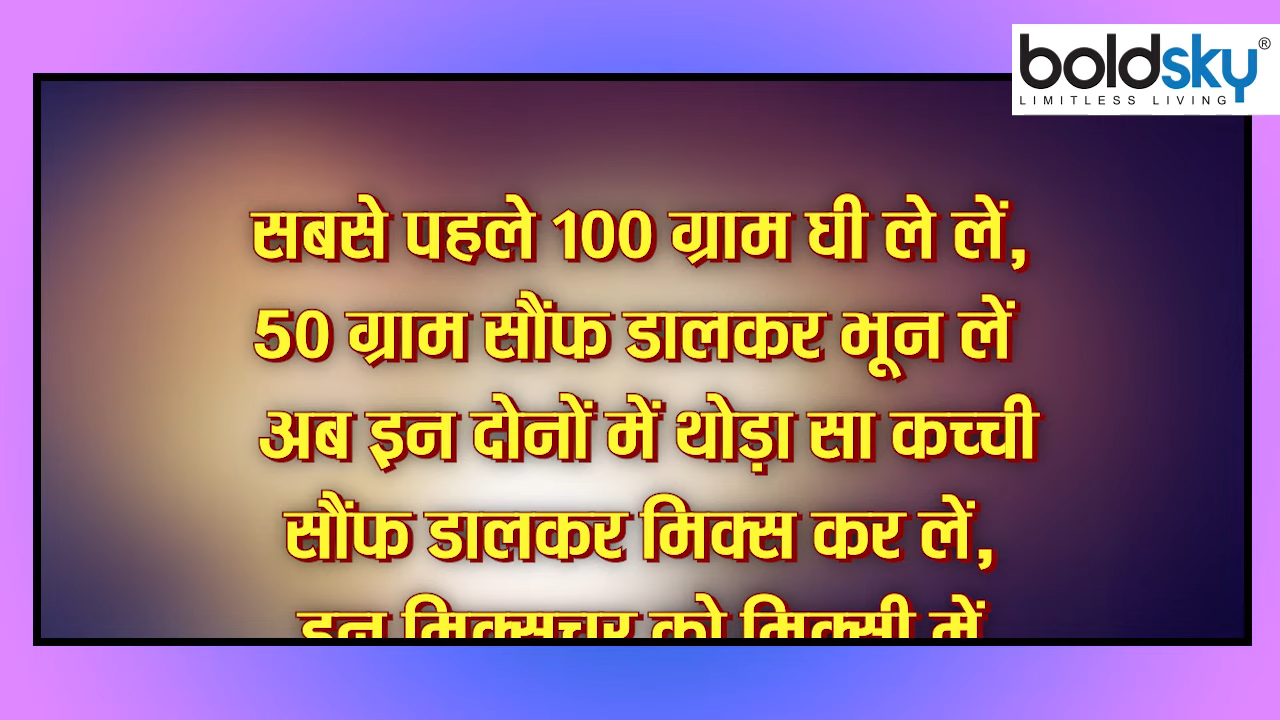 boldsky®
LIMITLESS LIVING
सबसे पहले 100 ग्राम घी ले लें,
50 ग्राम सौंफ डालकर भून लें
अब इन दोनों में थोड़ा सा कच्ची
सौंफ डालकर मिक्स कर लें,
इन मिक्सचर को मिक्सी में